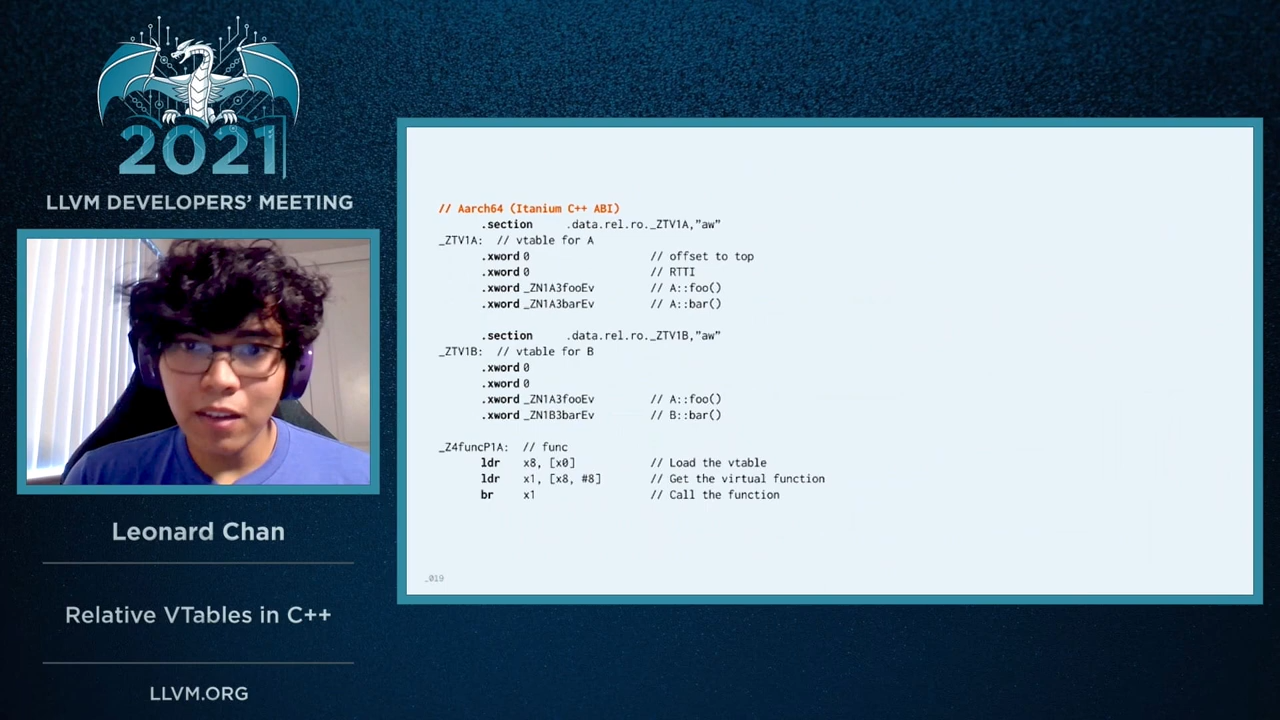 2021
LLVM DEVELOPERS' MEETING
Leonard Chan
Relative VTables in C++
LLVM.ORG
// Aarch64 (Itanium C++ ABI)
.section .data.rel.ro._ZTV1A,"aw"
_ZTV1A: // vtable for A
.xword 0 // offset to top
.xword 0 // RTTI
.xword _ZN1A3fooEv // A::foo()
.xword _ZN1A3barEv // A::bar()
.section .data.rel.ro._ZTV1B,"aw"
_ZTV1B: // vtable for B
.xword 0
.xword 0
.xword _ZN1A3fooEv // A::foo()
.xword _ZN1B3barEv // B::bar()
_Z4funcP1A: // func
ldr x8, [x0] // Load the vtable
ldr x1, [x8, #8] // Get the virtual function
br x1 // Call the function
_019